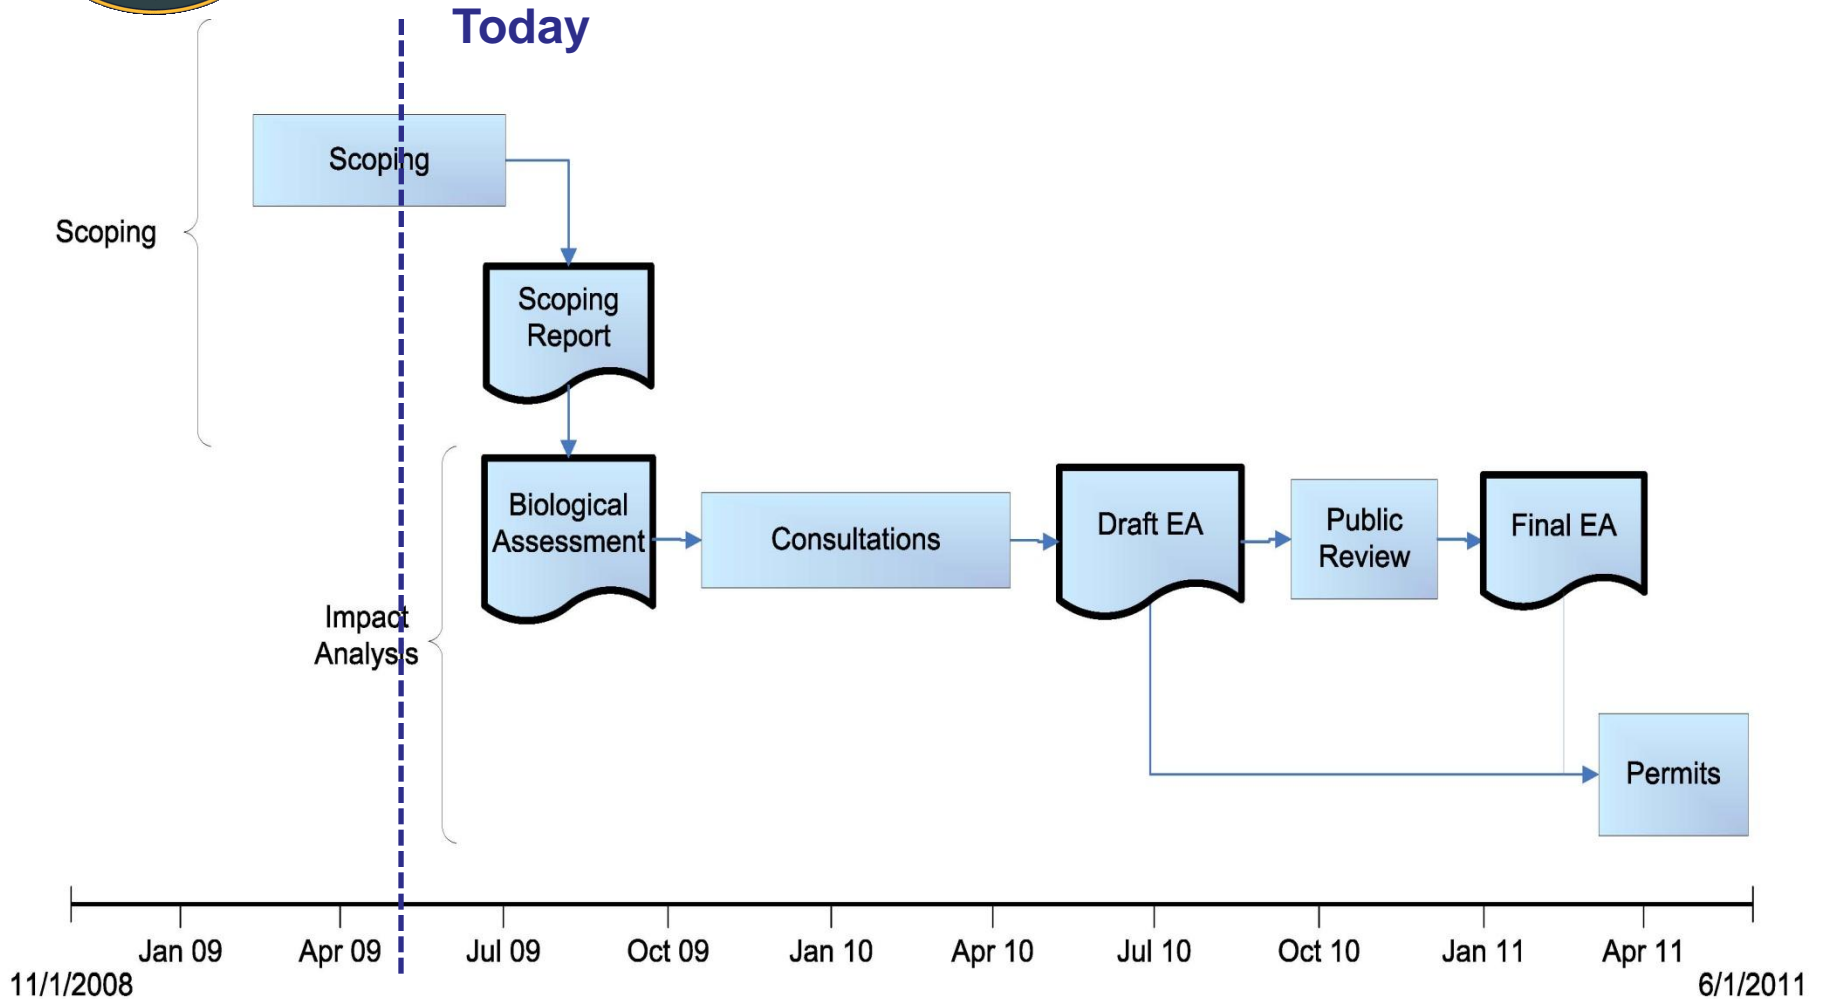 Today
Scoping
Scoping
Scoping
Report
Biological
Assessment
Consultations
Draft EA
Public
Review
Final EA
Impact
Analysis
Permits
Jan 09
Apr 09
Jul 09
Oct 09
Jan 10
Apr 10
Jul 10
Oct 10
Jan 11
Apr 11
11/1/2008
6/1/2011